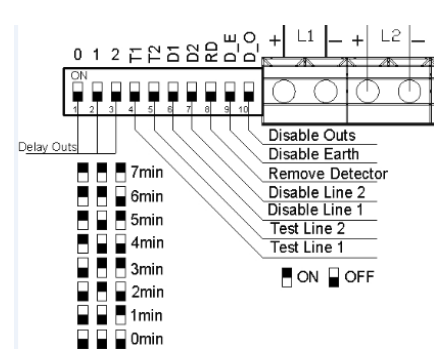 0 1 2 T1 T2 D1 D2 RD D_E D_O + L1 - + L2 -
ON
1 2 3 4 5 6 7 8 9 10
Delay Outs
Disable Outs
Disable Earth
Remove Detector
Disable Line 2
Disable Line 1
Test Line 2
Test Line 1
7min
6min
5min
4min
3min
2min
1min
0min
ON OFF